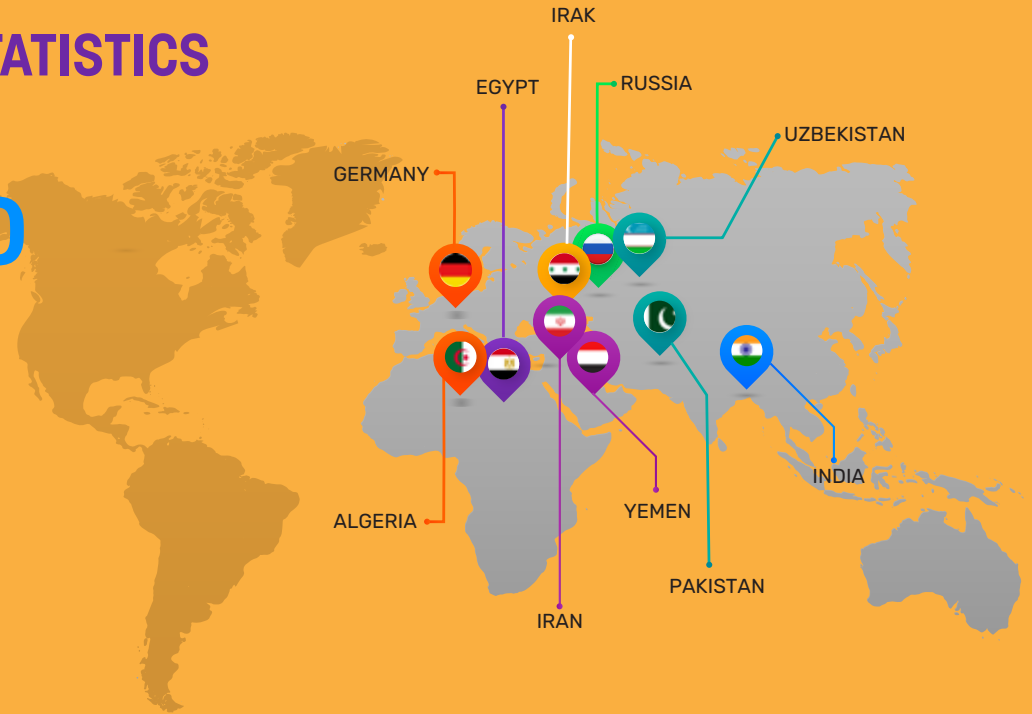 IRAK
TATISTICS
RUSSIA
EGYPT
UZBEKISTAN
GERMANY
INDIA
YEMEN
ALGERIA
PAKISTAN
IRAN